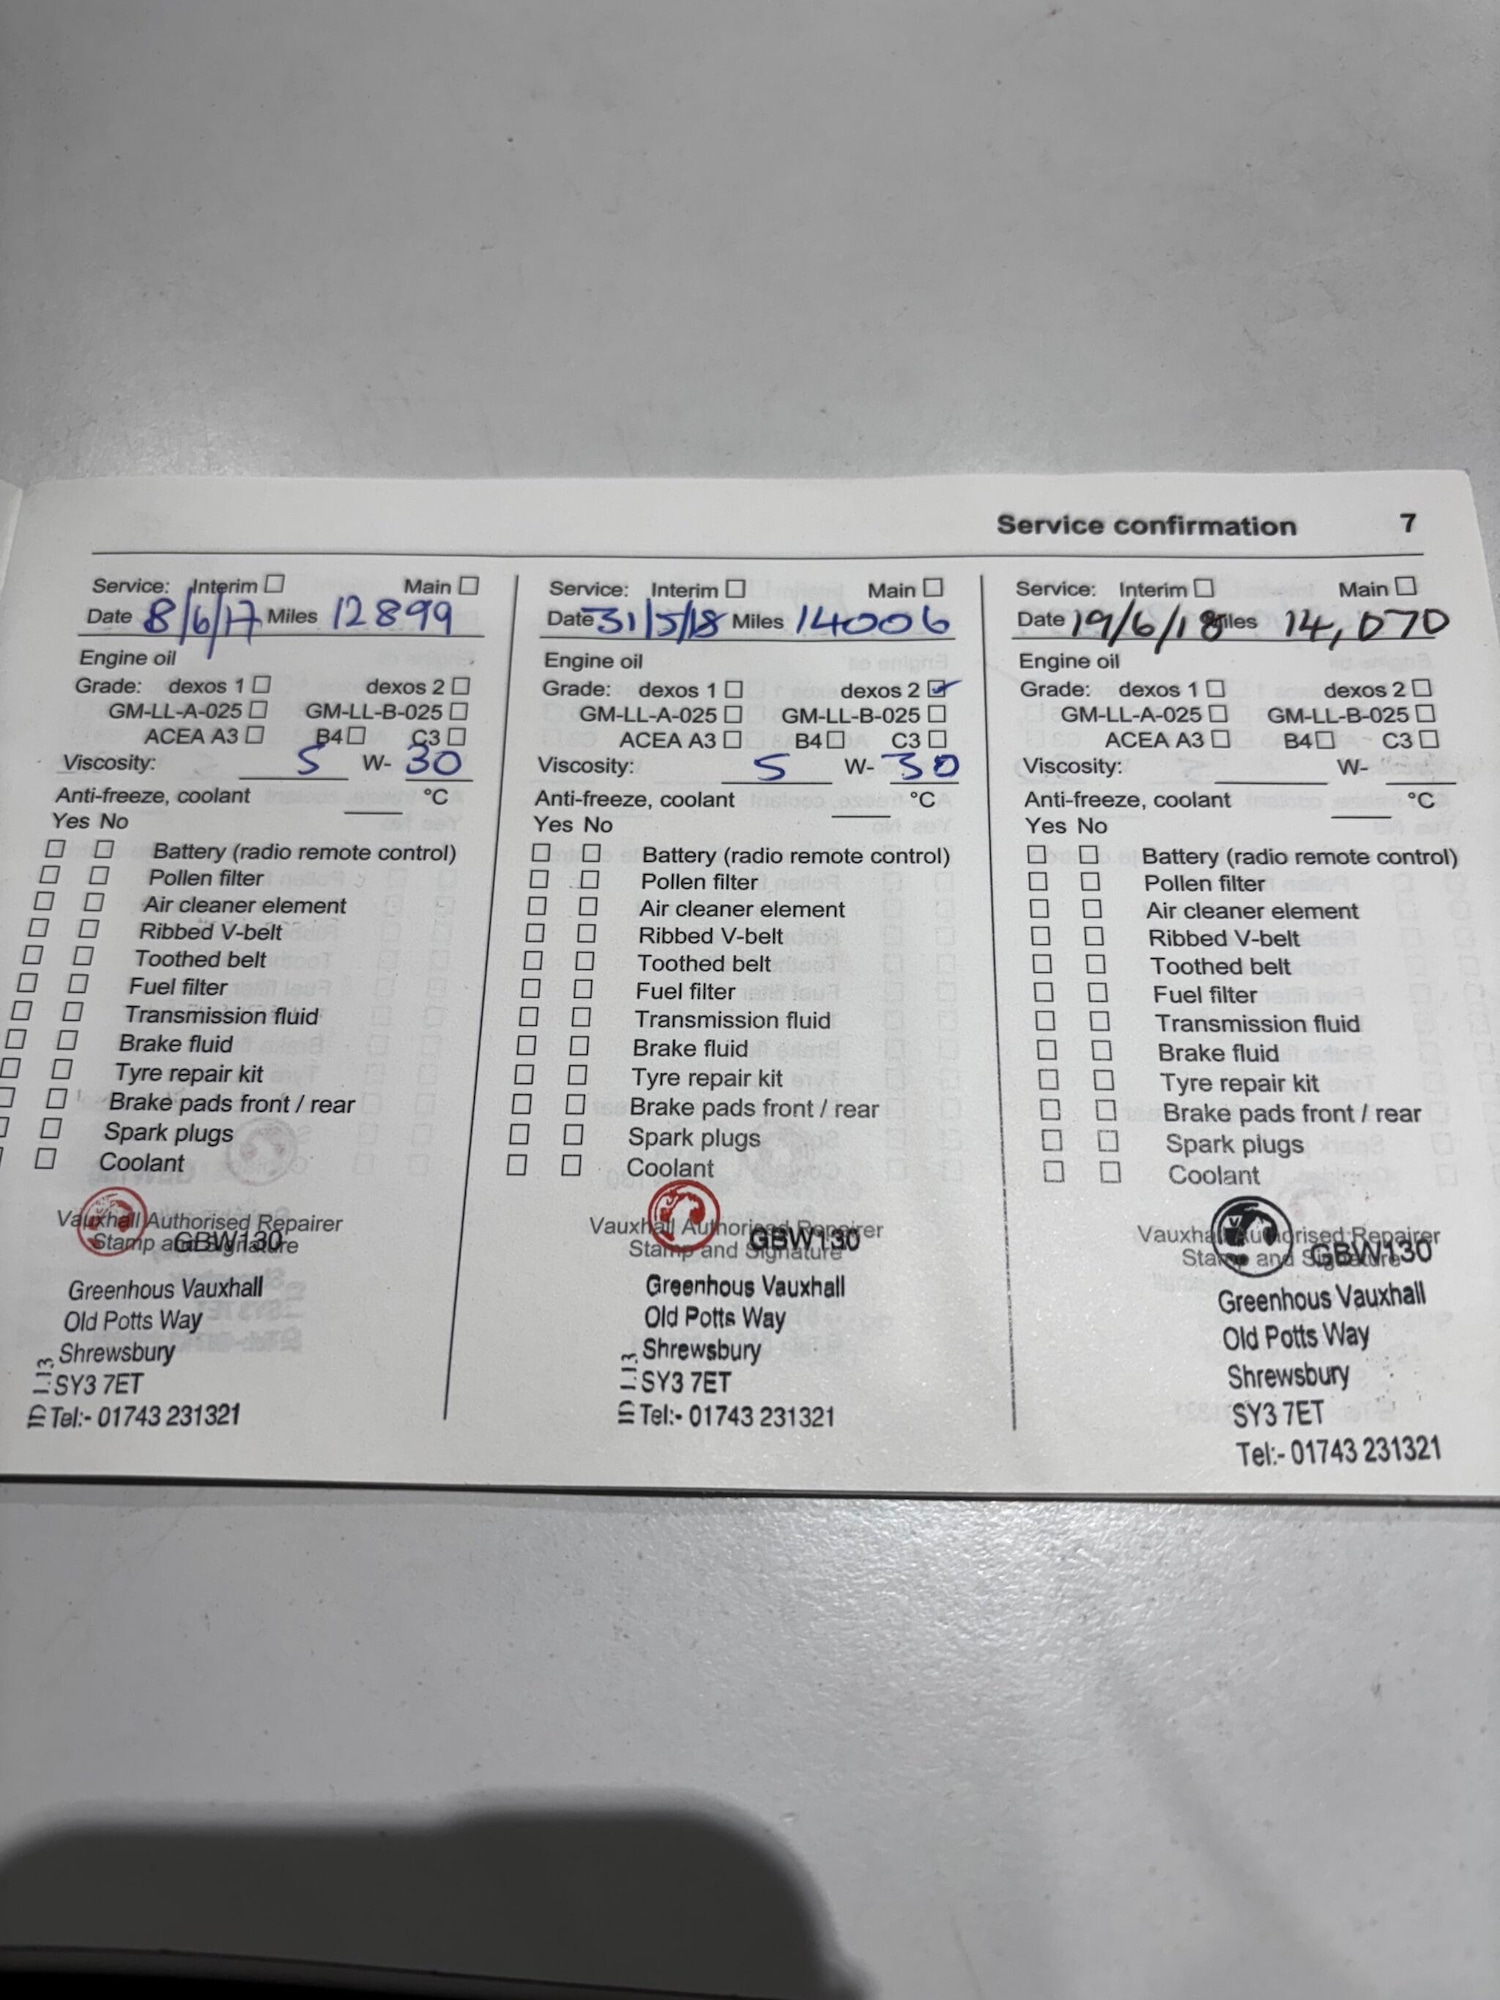 Service confirmation 7
Service: Interim Main
Date 8/6/17 Miles 12899
Engine oil
Grade: dexos 1 dexos 2
GM-LL-A-025 GM-LL-B-025
ACEA A3 B4 C3
Viscosity: 5 W- 30
Anti-freeze, coolant °C
Yes No
Battery (radio remote control)
Pollen filter
Air cleaner element
Ribbed V-belt
Toothed belt
Fuel filter
Transmission fluid
Brake fluid
Tyre repair kit
Brake pads front / rear
Spark plugs
Coolant
Vauxhall Authorised Repairer
Stamp and Signature
GBW130
Greenhous Vauxhall
Old Potts Way
Shrewsbury
SY3 7ET
Tel:- 01743 231321
Service: Interim Main
Date 31/5/18 Miles 14006
Engine oil
Grade: dexos 1 dexos 2
GM-LL-A-025 GM-LL-B-025
ACEA A3 B4 C3
Viscosity: 5 W- 30
Anti-freeze, coolant °C
Yes No
Battery (radio remote control)
Pollen filter
Air cleaner element
Ribbed V-belt
Toothed belt
Fuel filter
Transmission fluid
Brake fluid
Tyre repair kit
Brake pads front / rear
Spark plugs
Coolant
Vauxhall Authorised Repairer
Stamp and Signature
GBW130
Greenhous Vauxhall
Old Potts Way
Shrewsbury
SY3 7ET
Tel:- 01743 231321
Service: Interim Main
Date 19/6/18 Miles 14,070
Engine oil
Grade: dexos 1 dexos 2
GM-LL-A-025 GM-LL-B-025
ACEA A3 B4 C3
Viscosity: W-
Anti-freeze, coolant °C
Yes No
Battery (radio remote control)
Pollen filter
Air cleaner element
Ribbed V-belt
Toothed belt
Fuel filter
Transmission fluid
Brake fluid
Tyre repair kit
Brake pads front / rear
Spark plugs
Coolant
Vauxhall Authorised Repairer
Stamp and Signature
GBW130
Greenhous Vauxhall
Old Potts Way
Shrewsbury
SY3 7ET
Tel:- 01743 231321